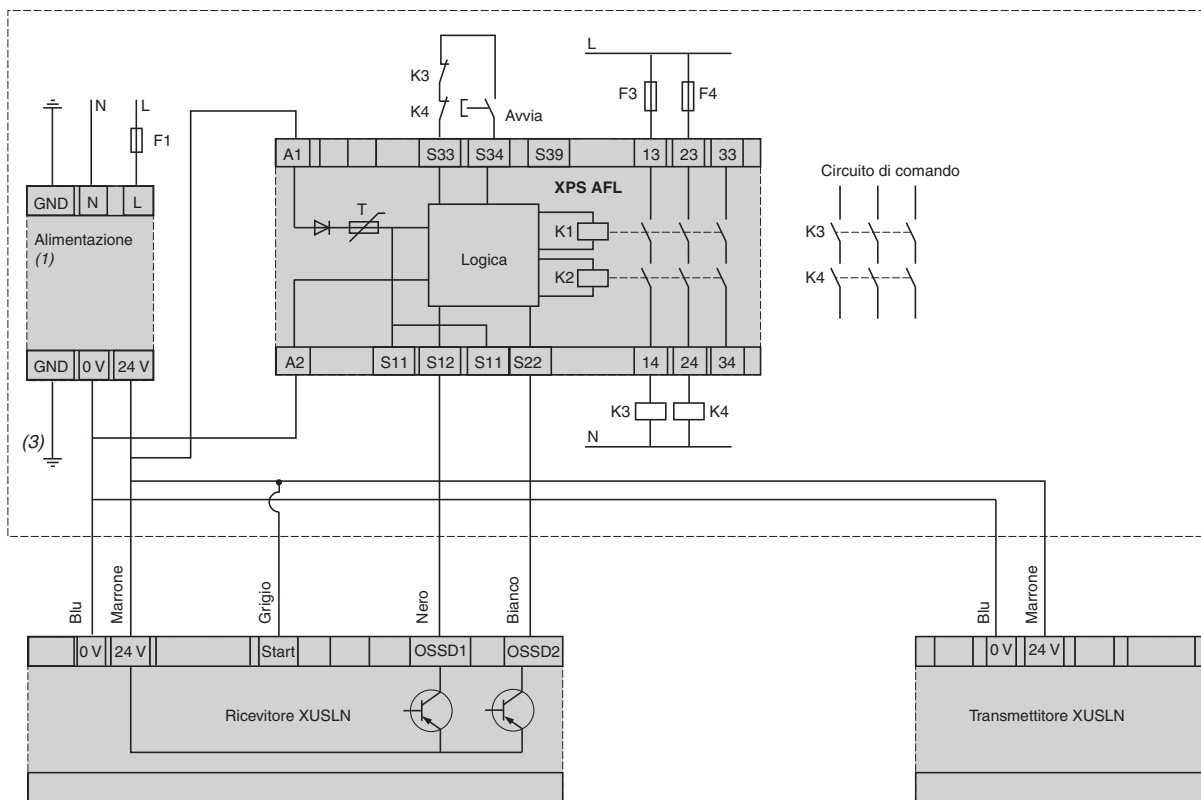 L
K3
F3
F4
N
L
K4
Avvia
F1
A1
S33
S34
S39
13
23
33
XPS AFL
Circuito di comando
GND
N
L
T
K1
K3
Alimentazione
(1)
Logica
K2
K4
GND
0 V
24 V
A2
S11
S12
S11
S22
14
24
34
K3
K4
(3)
N
Blu
Marrone
Grigio
Nero
Bianco
Blu
Marrone
0 V
24 V
Start
OSSD1
OSSD2
0 V
24 V
Ricevitore XUSLN
Transmettitore XUSLN